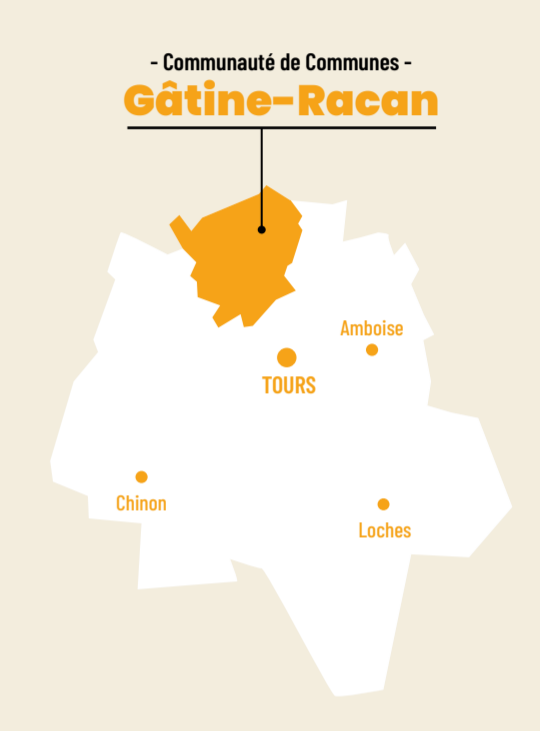 - Communauté de Communes -
Gâtine-Racan
Amboise
TOURS
Chinon
Loches